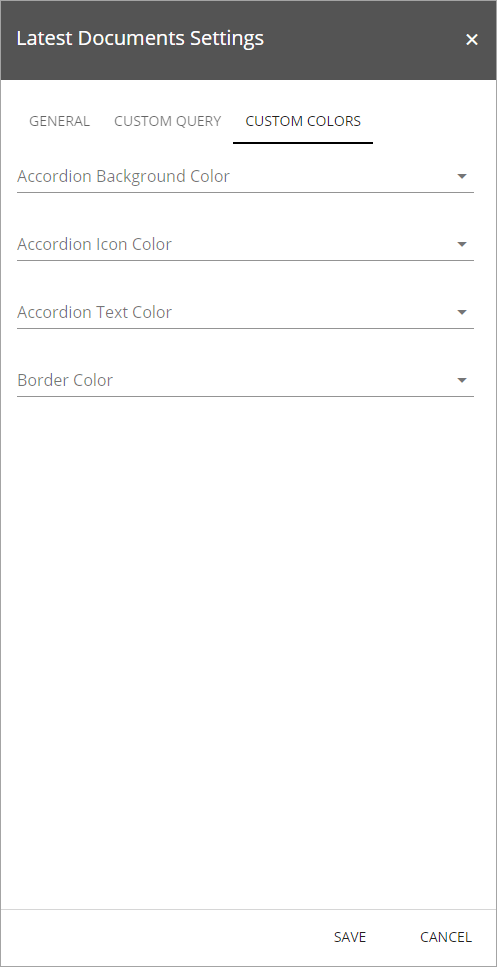 Latest Documents Settings
GENERAL CUSTOM QUERY CUSTOM COLORS
Accordion Background Color
Accordion Icon Color
Accordion Text Color
Border Color
SAVE CANCEL